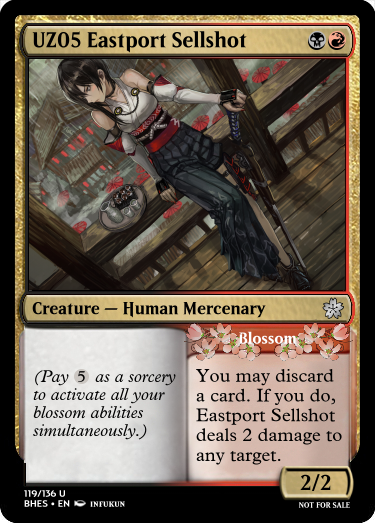 UZ05 Eastport Sellshot
Creature — Human Mercenary
Blossom
(Pay 5 as a sorcery
to activate all your
blossom abilities
simultaneously.)
You may discard
a card. If you do,
Eastport Sellshot
deals 2 damage to
any target.
2/2
119/136 U
BHES • EN INFUKUN
NOT FOR SALE